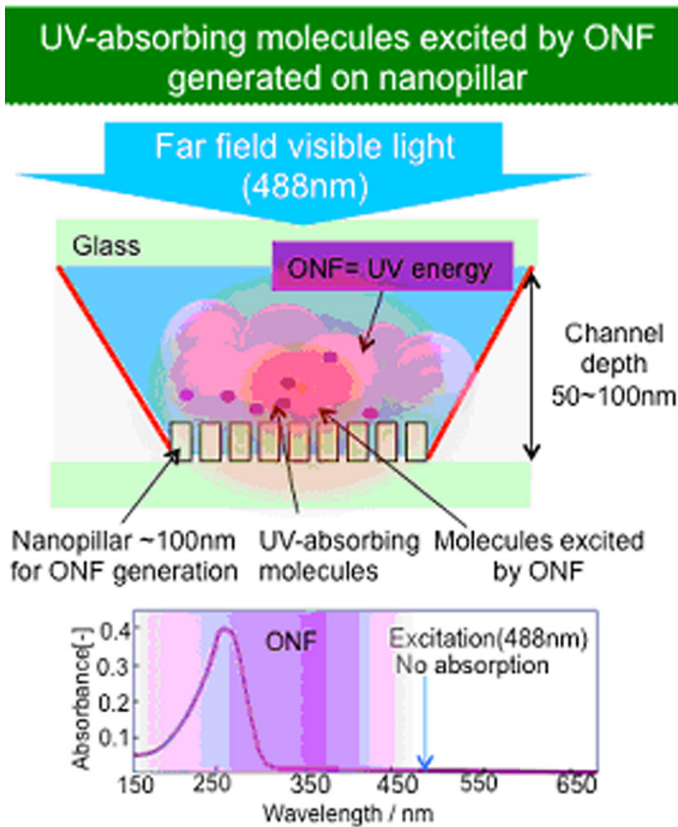 UV-absorbing molecules excited by ONF
generated on nanopillar
Far field visible light
(488nm)
Glass
ONF= UV energy
Channel
depth
50~100nm
Nanopillar ~100nm
for ONF generation
UV-absorbing
molecules
Molecules excited
by ONF
Absorbance[-]
0.4
0.3
0.2
0.1
ONF
Excitation(488nm)
No absorption
150
250
350
450
550
650
Wavelength / nm